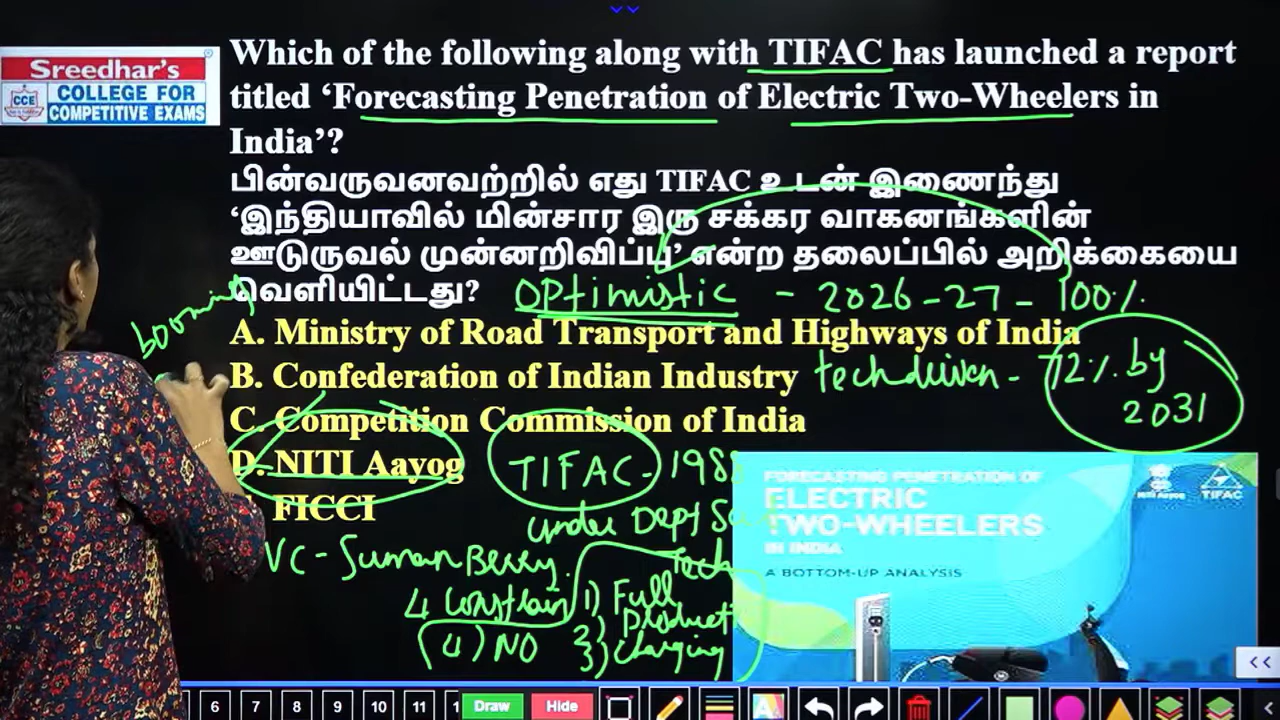 Sreedhar's
CCE
COLLEGE FOR
COMPETITIVE EXAMS
Which of the following along with TIFAC has launched a report
titled ‘Forecasting Penetration of Electric Two-Wheelers in
India’?
பின்வருவனவற்றில் எது TIFAC உடன் இணைந்து
‘இந்தியாவில் மின்சார இரு சக்கர வாகனங்களின்
ஊடுருவல் முன்னறிவிப்பு’ என்ற தலைப்பில் அறிக்கையை
வெளியிட்டது?
optimistic - 2026-27 - 100%
booming
A. Ministry of Road Transport and Highways of India
B. Confederation of Indian Industry
techdriven - 72% by
2031
C. Competition Commission of India
D. NITI Aayog
TIFAC - 198
FICCI
under Dept
Tech
VC - Suman Berry
4
1) Full
Product
(4) NO
3) Charging
FORECASTING PENETRATION OF
ELECTRIC
TWO-WHEELERS
IN INDIA
A BOTTOM-UP ANALYSIS
NITI Aayog
TIFAC
6 7 8 9 10 11 Draw Hide